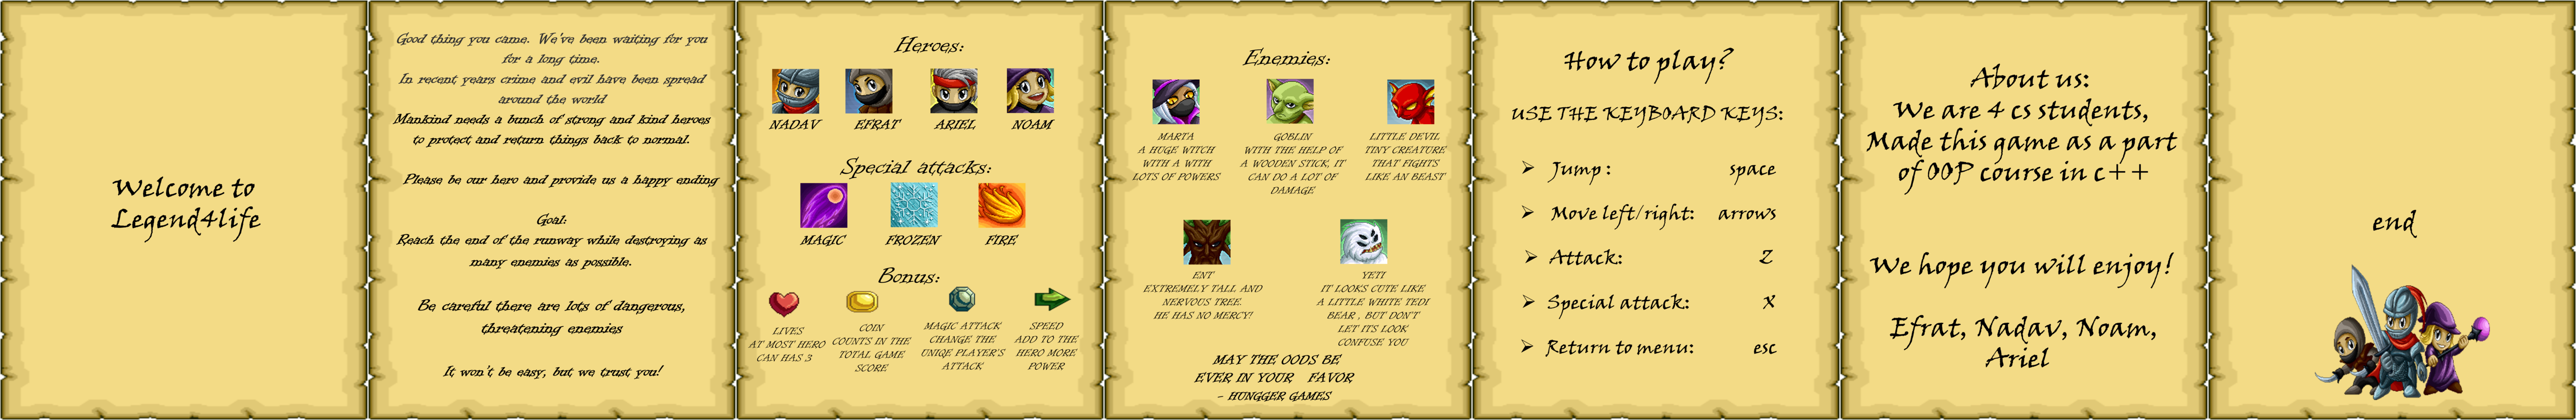 Welcome to
Legend4life
Good thing you came. We've been waiting for you
for a long time.
In recent years crime and evil have been spread
around the world
Mankind needs a bunch of strong and kind heroes
to protect and return things back to normal.
Please be our hero and provide us a happy ending
Goal:
Reach the end of the runway while destroying as
many enemies as possible.
Be careful there are lots of dangerous,
threatening enemies
It won't be easy, but we trust you!
Heroes:
NADAV EFRAT ARIEL NOAM
Special attacks:
MAGIC FROZEN FIRE
Bonus:
LIVES
AT MOST HERO
CAN HAS 3
COIN
COUNTS IN THE
TOTAL GAME
SCORE
MAGIC ATTACK
CHANGE THE
UNIQE PLAYER'S
ATTACK
SPEED
ADD TO THE
HERO MORE
POWER
Enemies:
MARTA
A HUGE WITCH
WITH A WITH
LOTS OF POWERS
GOBLIN
WITH THE HELP OF
A WOODEN STICK, IT
CAN DO A LOT OF
DAMAGE
LITTLE DEVIL
TINY CREATURE
THAT FIGHTS
LIKE AN BEAST
ENT
EXTREMELY TALL AND
NERVOUS TREE.
HE HAS NO MERCY!
YETI
IT LOOKS CUTE LIKE
A LITTLE WHITE TEDI
BEAR , BUT DON'T
LET ITS LOOK
CONFUSE YOU
MAY THE OODS BE
EVER IN YOUR FAVOR
- HUNGGER GAMES
How to play?
USE THE KEYBOARD KEYS:
➢ Jump : space
➢ Move left/right: arrows
➢ Attack: Z
➢ Special attack: X
➢ Return to menu: esc
About us:
We are 4 cs students,
Made this game as a part
of OOP course in c++
We hope you will enjoy!
Efrat, Nadav, Noam,
Ariel
end